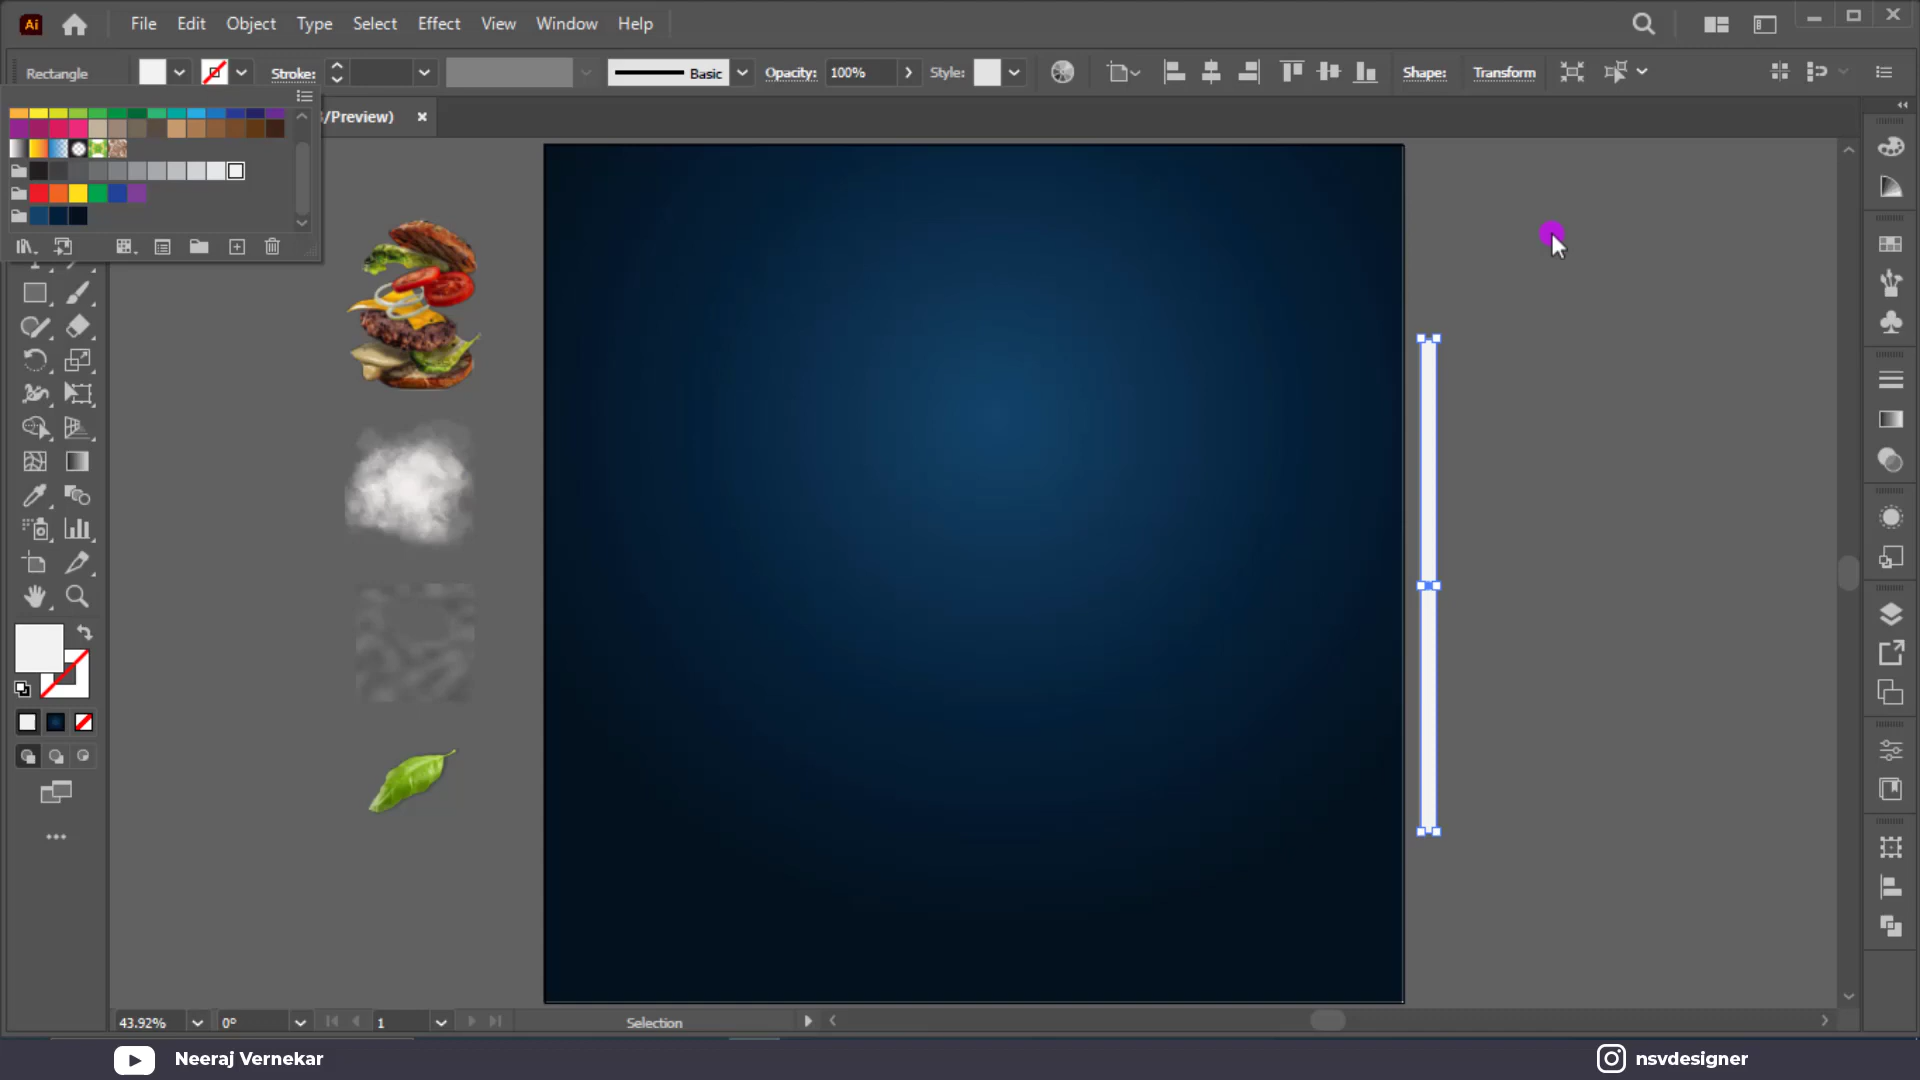 Ai File Edit Object Type Select Effect View Window Help
Rectangle Stroke: Basic Opacity: 100% Style: Shape: Transform
/Preview) ×
43.92% 0° 1 Selection
Neeraj Vernekar nsvdesigner